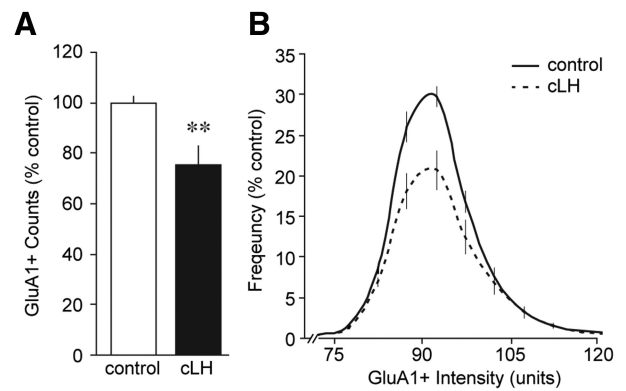 A
B
120
100
80
60
40
20
0
GluA1+ Counts (% control)
**
control
cLH
35
30
25
20
15
10
5
0
Freqeuncy (% control)
control
cLH
75
90
105
120
GluA1+ Intensity (units)